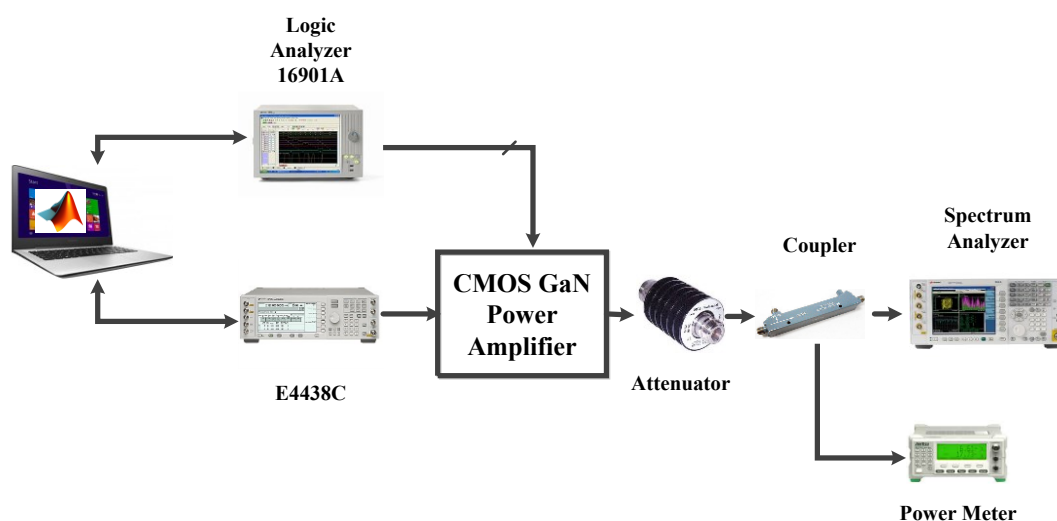 Logic
Analyzer
16901A
Spectrum
Analyzer
Coupler
CMOS GaN
Power
Amplifier
Attenuator
E4438C
Power Meter